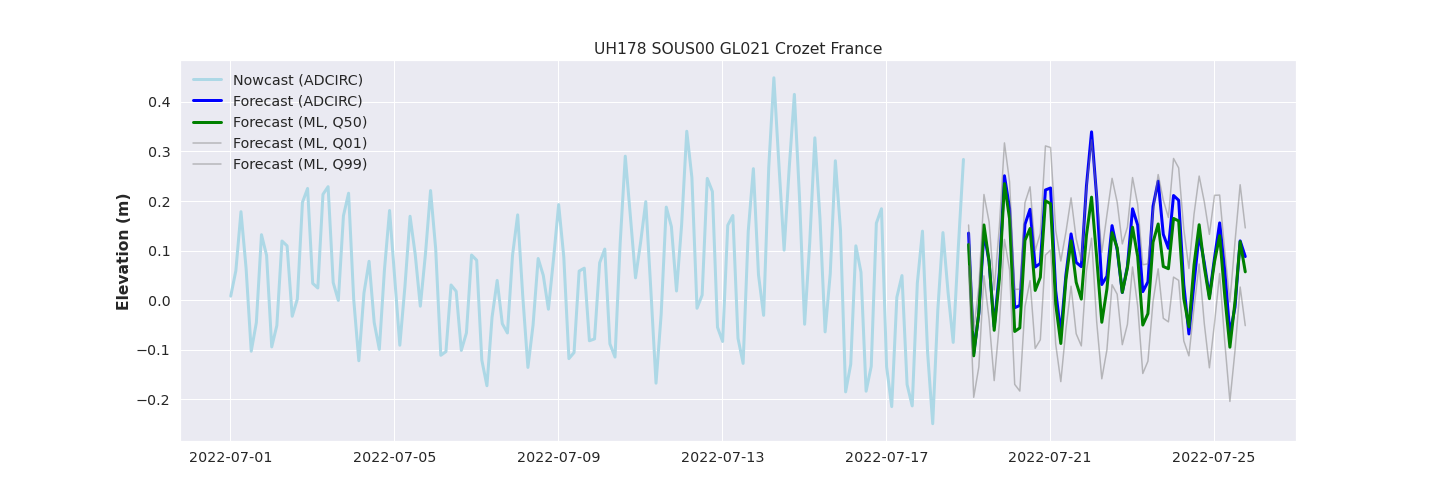 UH178 SOUS00 GL021 Crozet France
Nowcast (ADCIRC)
Forecast (ADCIRC)
Forecast (ML, Q50)
Forecast (ML, Q01)
Forecast (ML, Q99)
Elevation (m)
0.4
0.3
0.2
0.1
0.0
−0.1
−0.2
2022-07-01 2022-07-05 2022-07-09 2022-07-13 2022-07-17 2022-07-21 2022-07-25